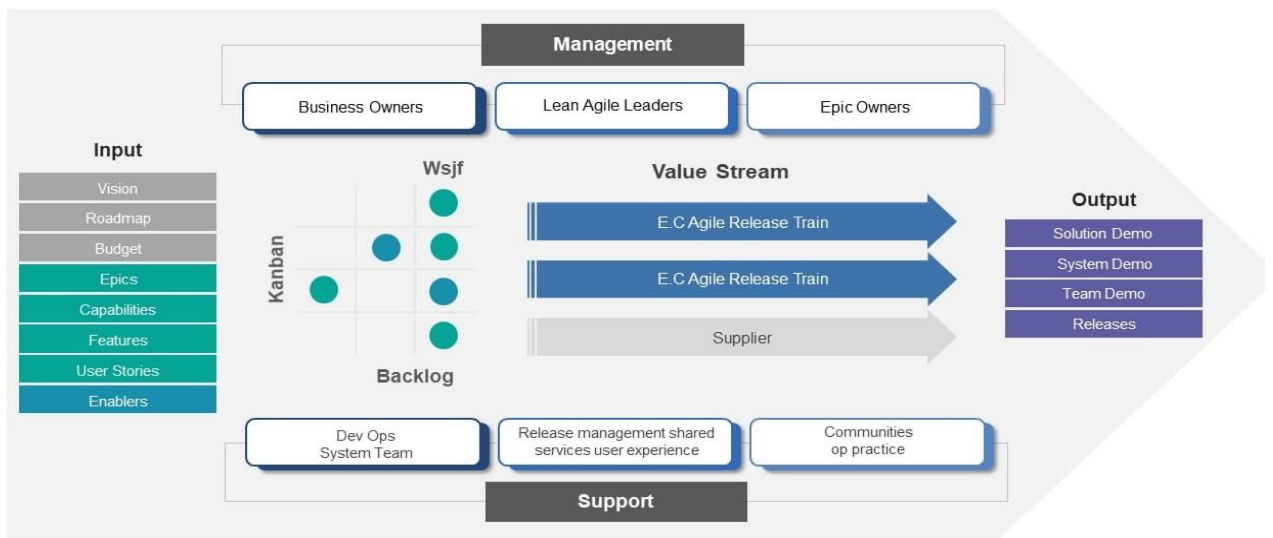 Management
Business Owners
Lean Agile Leaders
Epic Owners
Input
Vision
Roadmap
Budget
Epics
Capabilities
Features
User Stories
Enablers
Wsjf
Kanban
Backlog
Value Stream
E.C Agile Release Train
E.C Agile Release Train
Supplier
Output
Solution Demo
System Demo
Team Demo
Releases
Dev Ops
System Team
Release management shared
services user experience
Communities
op practice
Support